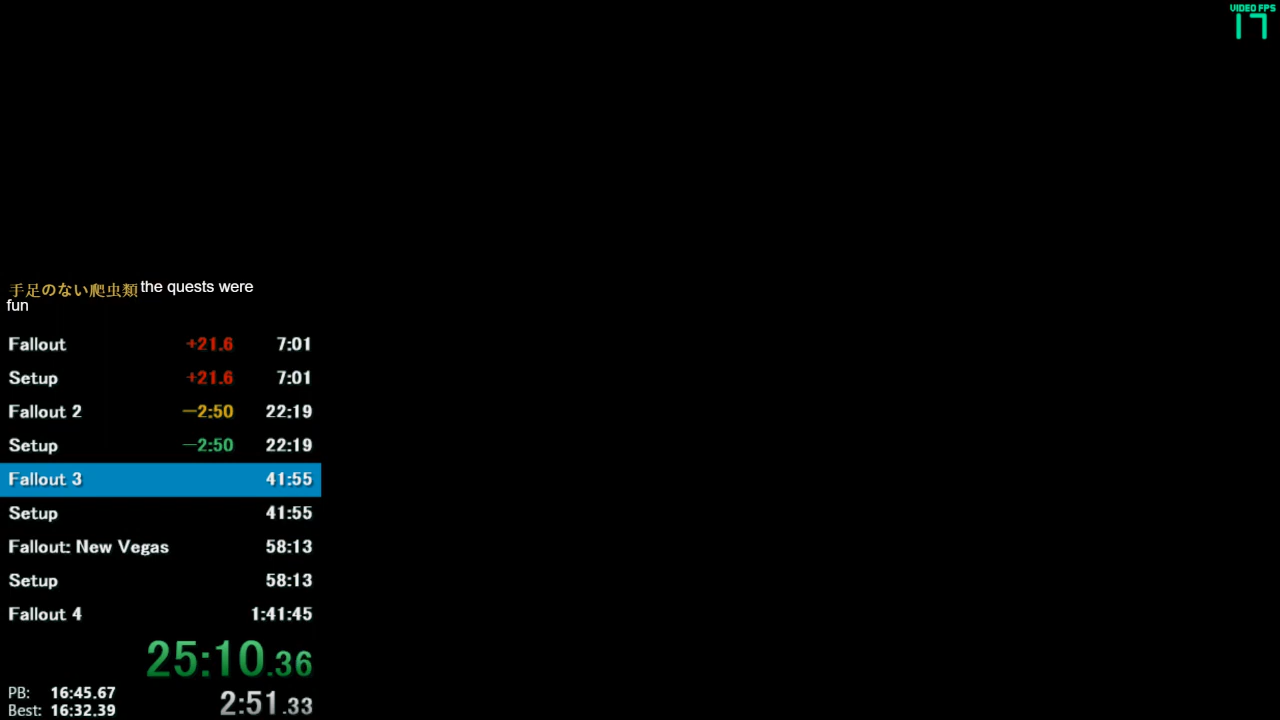 VIDEO FPS
17
手足のない爬虫類 the quests were
fun
Fallout +21.6 7:01
Setup +21.6 7:01
Fallout 2 −2:50 22:19
Setup −2:50 22:19
Fallout 3 41:55
Setup 41:55
Fallout: New Vegas 58:13
Setup 58:13
Fallout 4 1:41:45
25:10.36
PB: 16:45.67
Best: 16:32.39
2:51.33